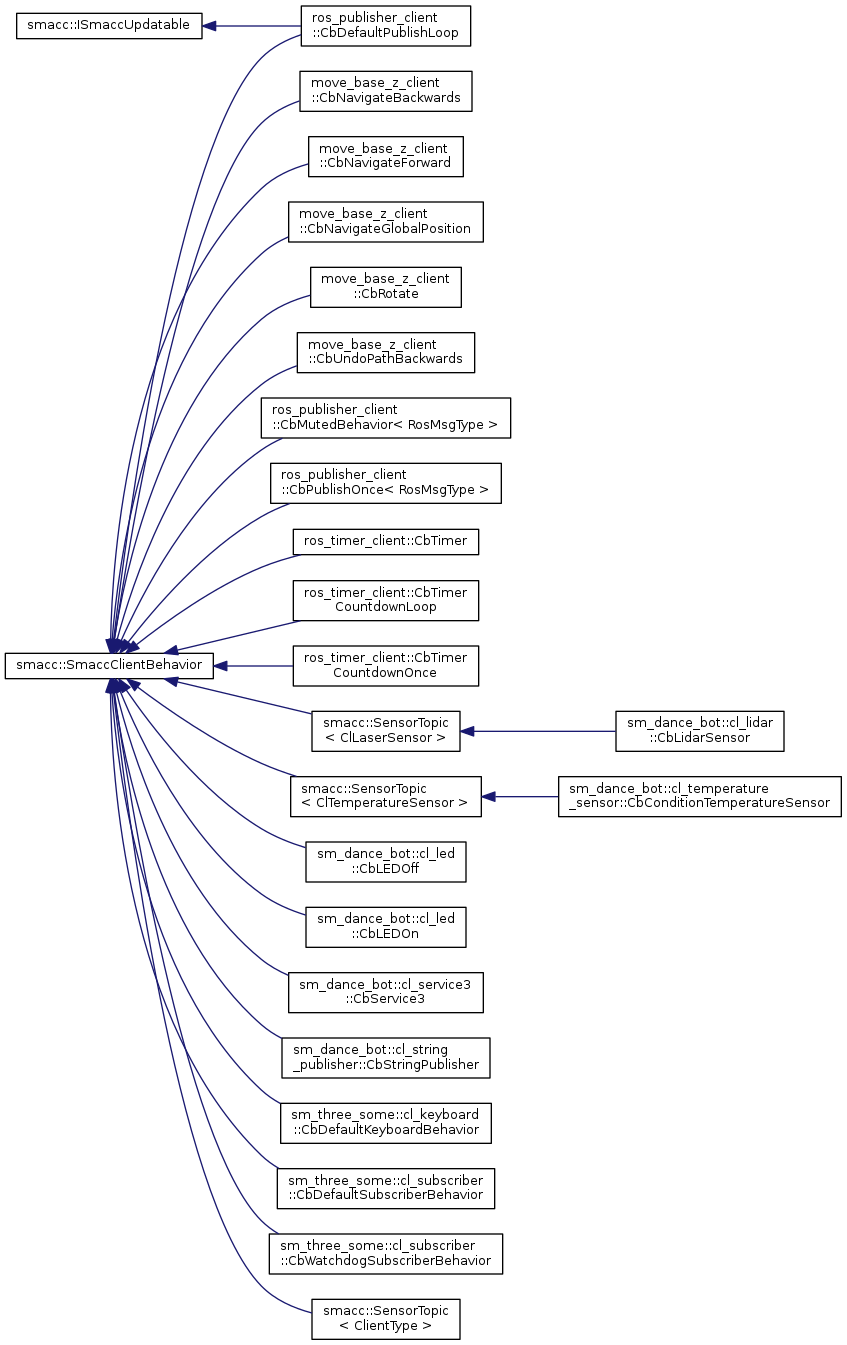 smacc::ISmaccUpdatable
ros_publisher_client
::CbDefaultPublishLoop
move_base_z_client
::CbNavigateBackwards
move_base_z_client
::CbNavigateForward
move_base_z_client
::CbNavigateGlobalPosition
move_base_z_client
::CbRotate
move_base_z_client
::CbUndoPathBackwards
ros_publisher_client
::CbMutedBehavior< RosMsgType >
ros_publisher_client
::CbPublishOnce< RosMsgType >
ros_timer_client::CbTimer
ros_timer_client::CbTimer
CountdownLoop
smacc::SmaccClientBehavior
ros_timer_client::CbTimer
CountdownOnce
smacc::SensorTopic
< ClLaserSensor >
sm_dance_bot::cl_lidar
::CbLidarSensor
smacc::SensorTopic
< ClTemperatureSensor >
sm_dance_bot::cl_temperature
_sensor::CbConditionTemperatureSensor
sm_dance_bot::cl_led
::CbLEDOff
sm_dance_bot::cl_led
::CbLEDOn
sm_dance_bot::cl_service3
::CbService3
sm_dance_bot::cl_string
_publisher::CbStringPublisher
sm_three_some::cl_keyboard
::CbDefaultKeyboardBehavior
sm_three_some::cl_subscriber
::CbDefaultSubscriberBehavior
sm_three_some::cl_subscriber
::CbWatchdogSubscriberBehavior
smacc::SensorTopic
< ClientType >